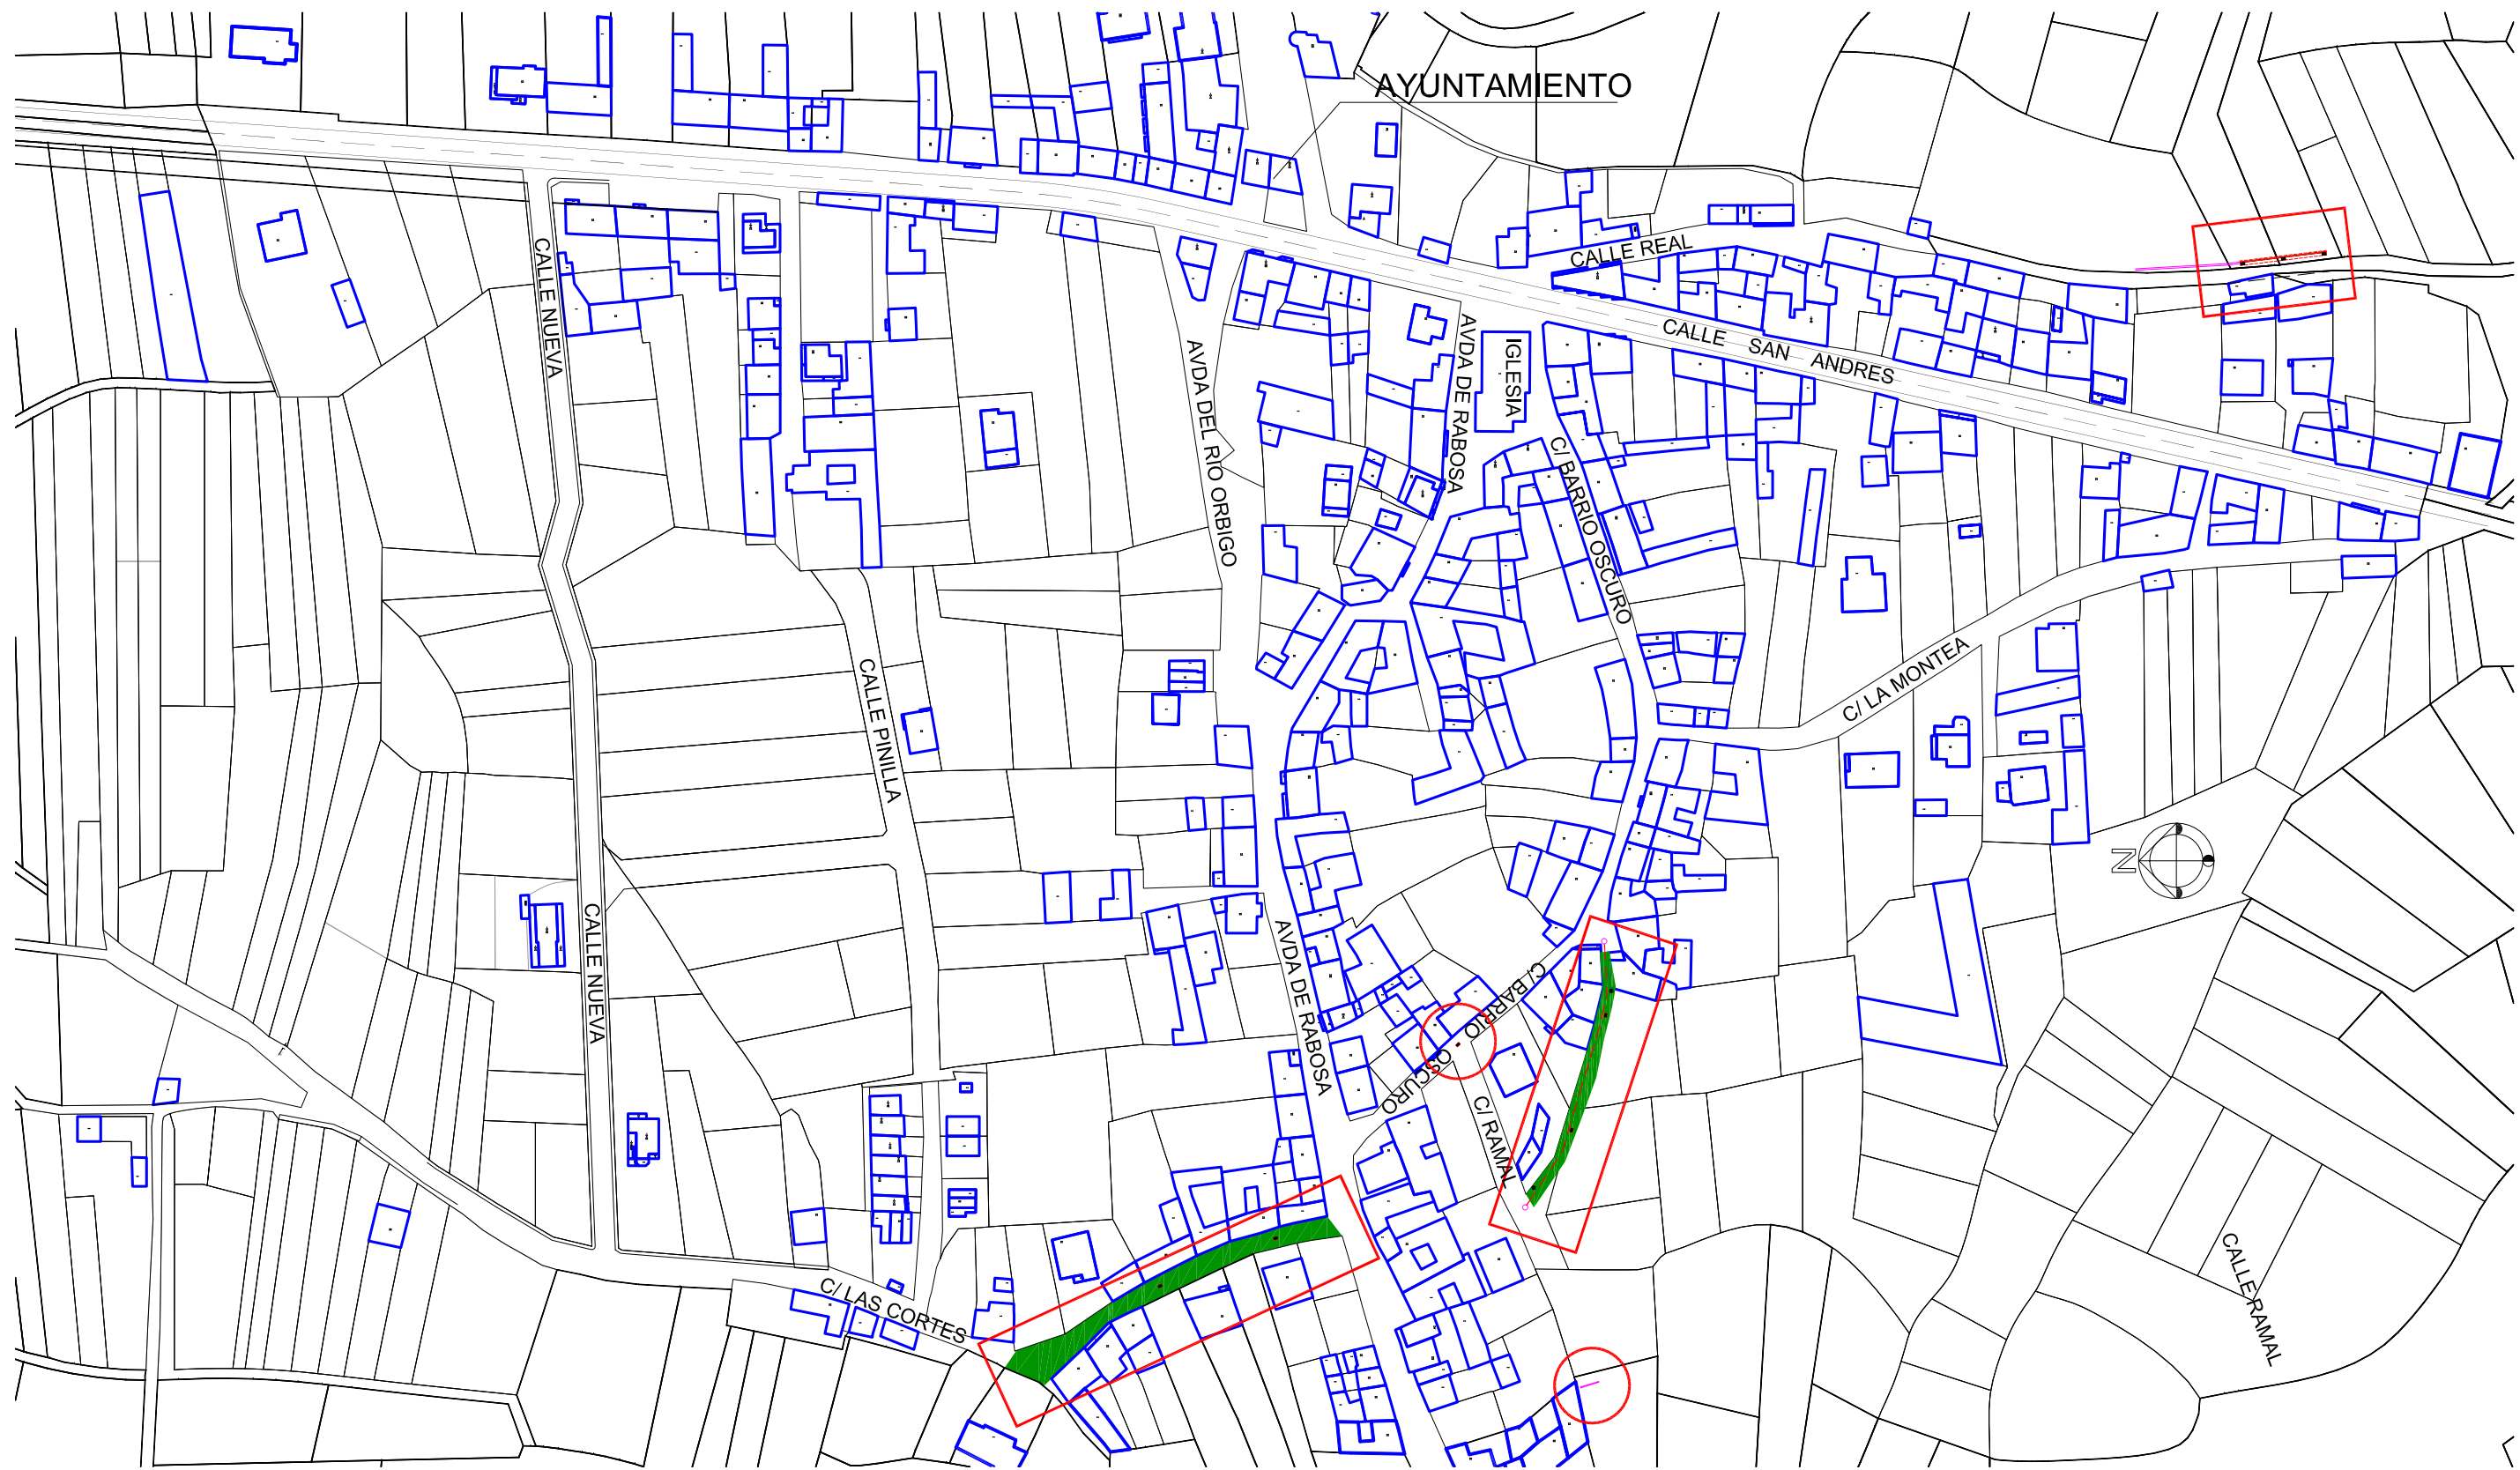 AYUNTAMIENTO
CALLE REAL
CALLE NUEVA
CALLE SAN ANDRES
AVDA DEL RIO ORBIGO
AVDA DE RABOSA
IGLESIA
C/ BARRIO OSCURO
C/ LA MONTEA
CALLE PINILLA
N
CALLE NUEVA
AVDA DE RABOSA
C/ BARRIO
OSCURO
C/ RAMAL
C/ LAS CORTES
CALLE RAMAL